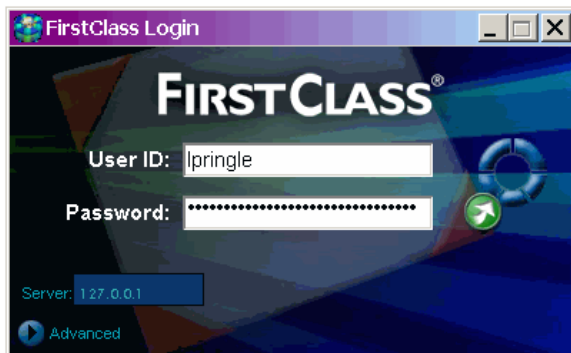 FirstClass Login
FIRSTCLASS®
User ID: lpringle
Password: ••••••••••••••••••••••••••••••••
Server: 127.0.0.1
Advanced